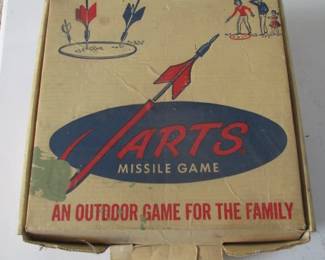 JARTS
MISSILE GAME
AN OUTDOOR GAME FOR THE FAMILY